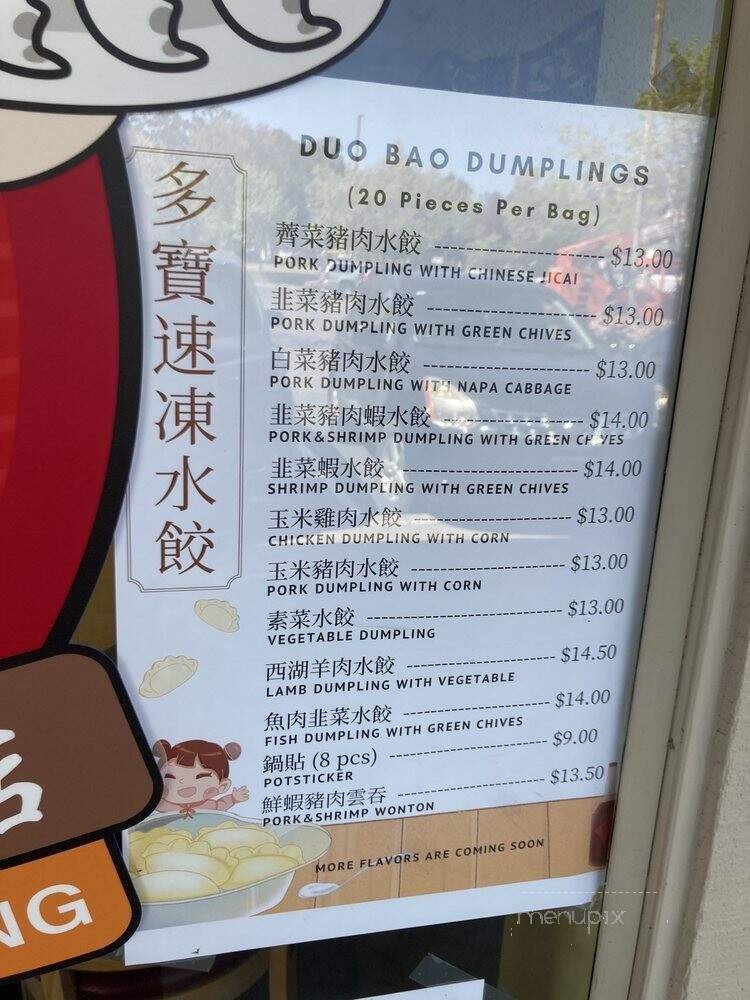 DUO BAO DUMPLINGS
(20 Pieces Per Bag)
多寶速凍水餃
薺菜豬肉水餃 ---------------------- $13.00
PORK DUMPLING WITH CHINESE JICAI
韭菜豬肉水餃 ---------------------- $13.00
PORK DUMPLING WITH GREEN CHIVES
白菜豬肉水餃 ---------------------- $13.00
PORK DUMPLING WITH NAPA CABBAGE
韭菜豬肉蝦水餃 ------------------- $14.00
PORK&SHRIMP DUMPLING WITH GREEN CHIVES
韭菜蝦水餃 ------------------------ $14.00
SHRIMP DUMPLING WITH GREEN CHIVES
玉米雞肉水餃 -------------------- $13.00
CHICKEN DUMPLING WITH CORN
玉米豬肉水餃 -------------------- $13.00
PORK DUMPLING WITH CORN
素菜水餃 -------------------------- $13.00
VEGETABLE DUMPLING
西湖羊肉水餃 ------------------- $14.50
LAMB DUMPLING WITH VEGETABLE
魚肉韭菜水餃 ------------------- $14.00
FISH DUMPLING WITH GREEN CHIVES
鍋貼 (8 pcs) --------------------- $9.00
POTSTICKER
鮮蝦豬肉雲吞 ------------------- $13.50
PORK&SHRIMP WONTON
MORE FLAVORS ARE COMING SOON
NG
menupix